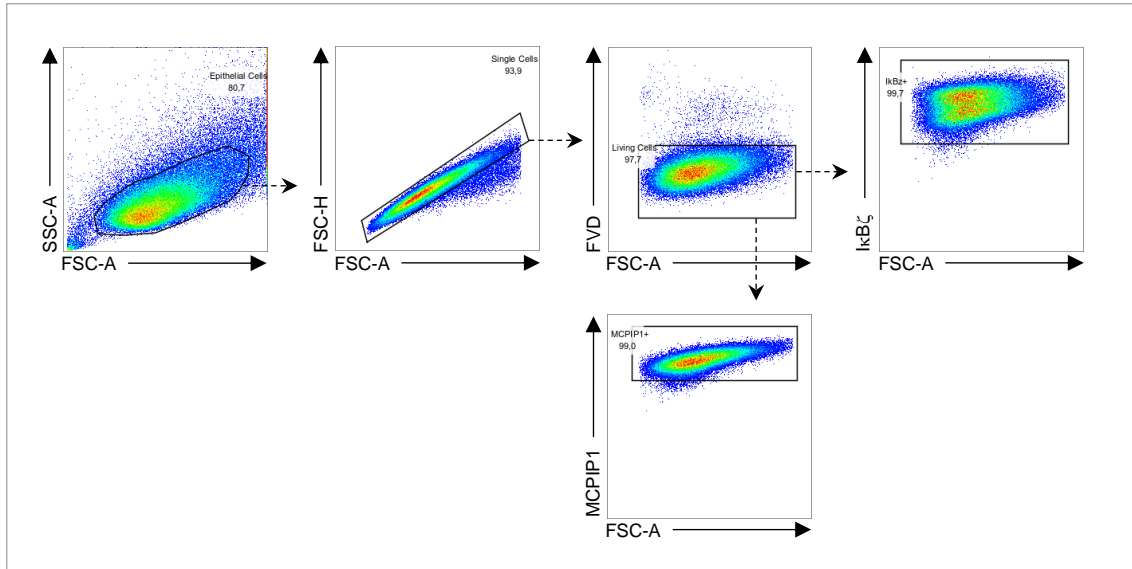 SSC-A
Epithelial Cells
80,7
FSC-A
FSC-H
Single Cells
93,9
FSC-A
FVD
Living Cells
97,7
FSC-A
IκBζ
IkBz+
99,7
FSC-A
MCPIP1
MCPIP1+
99,0
FSC-A